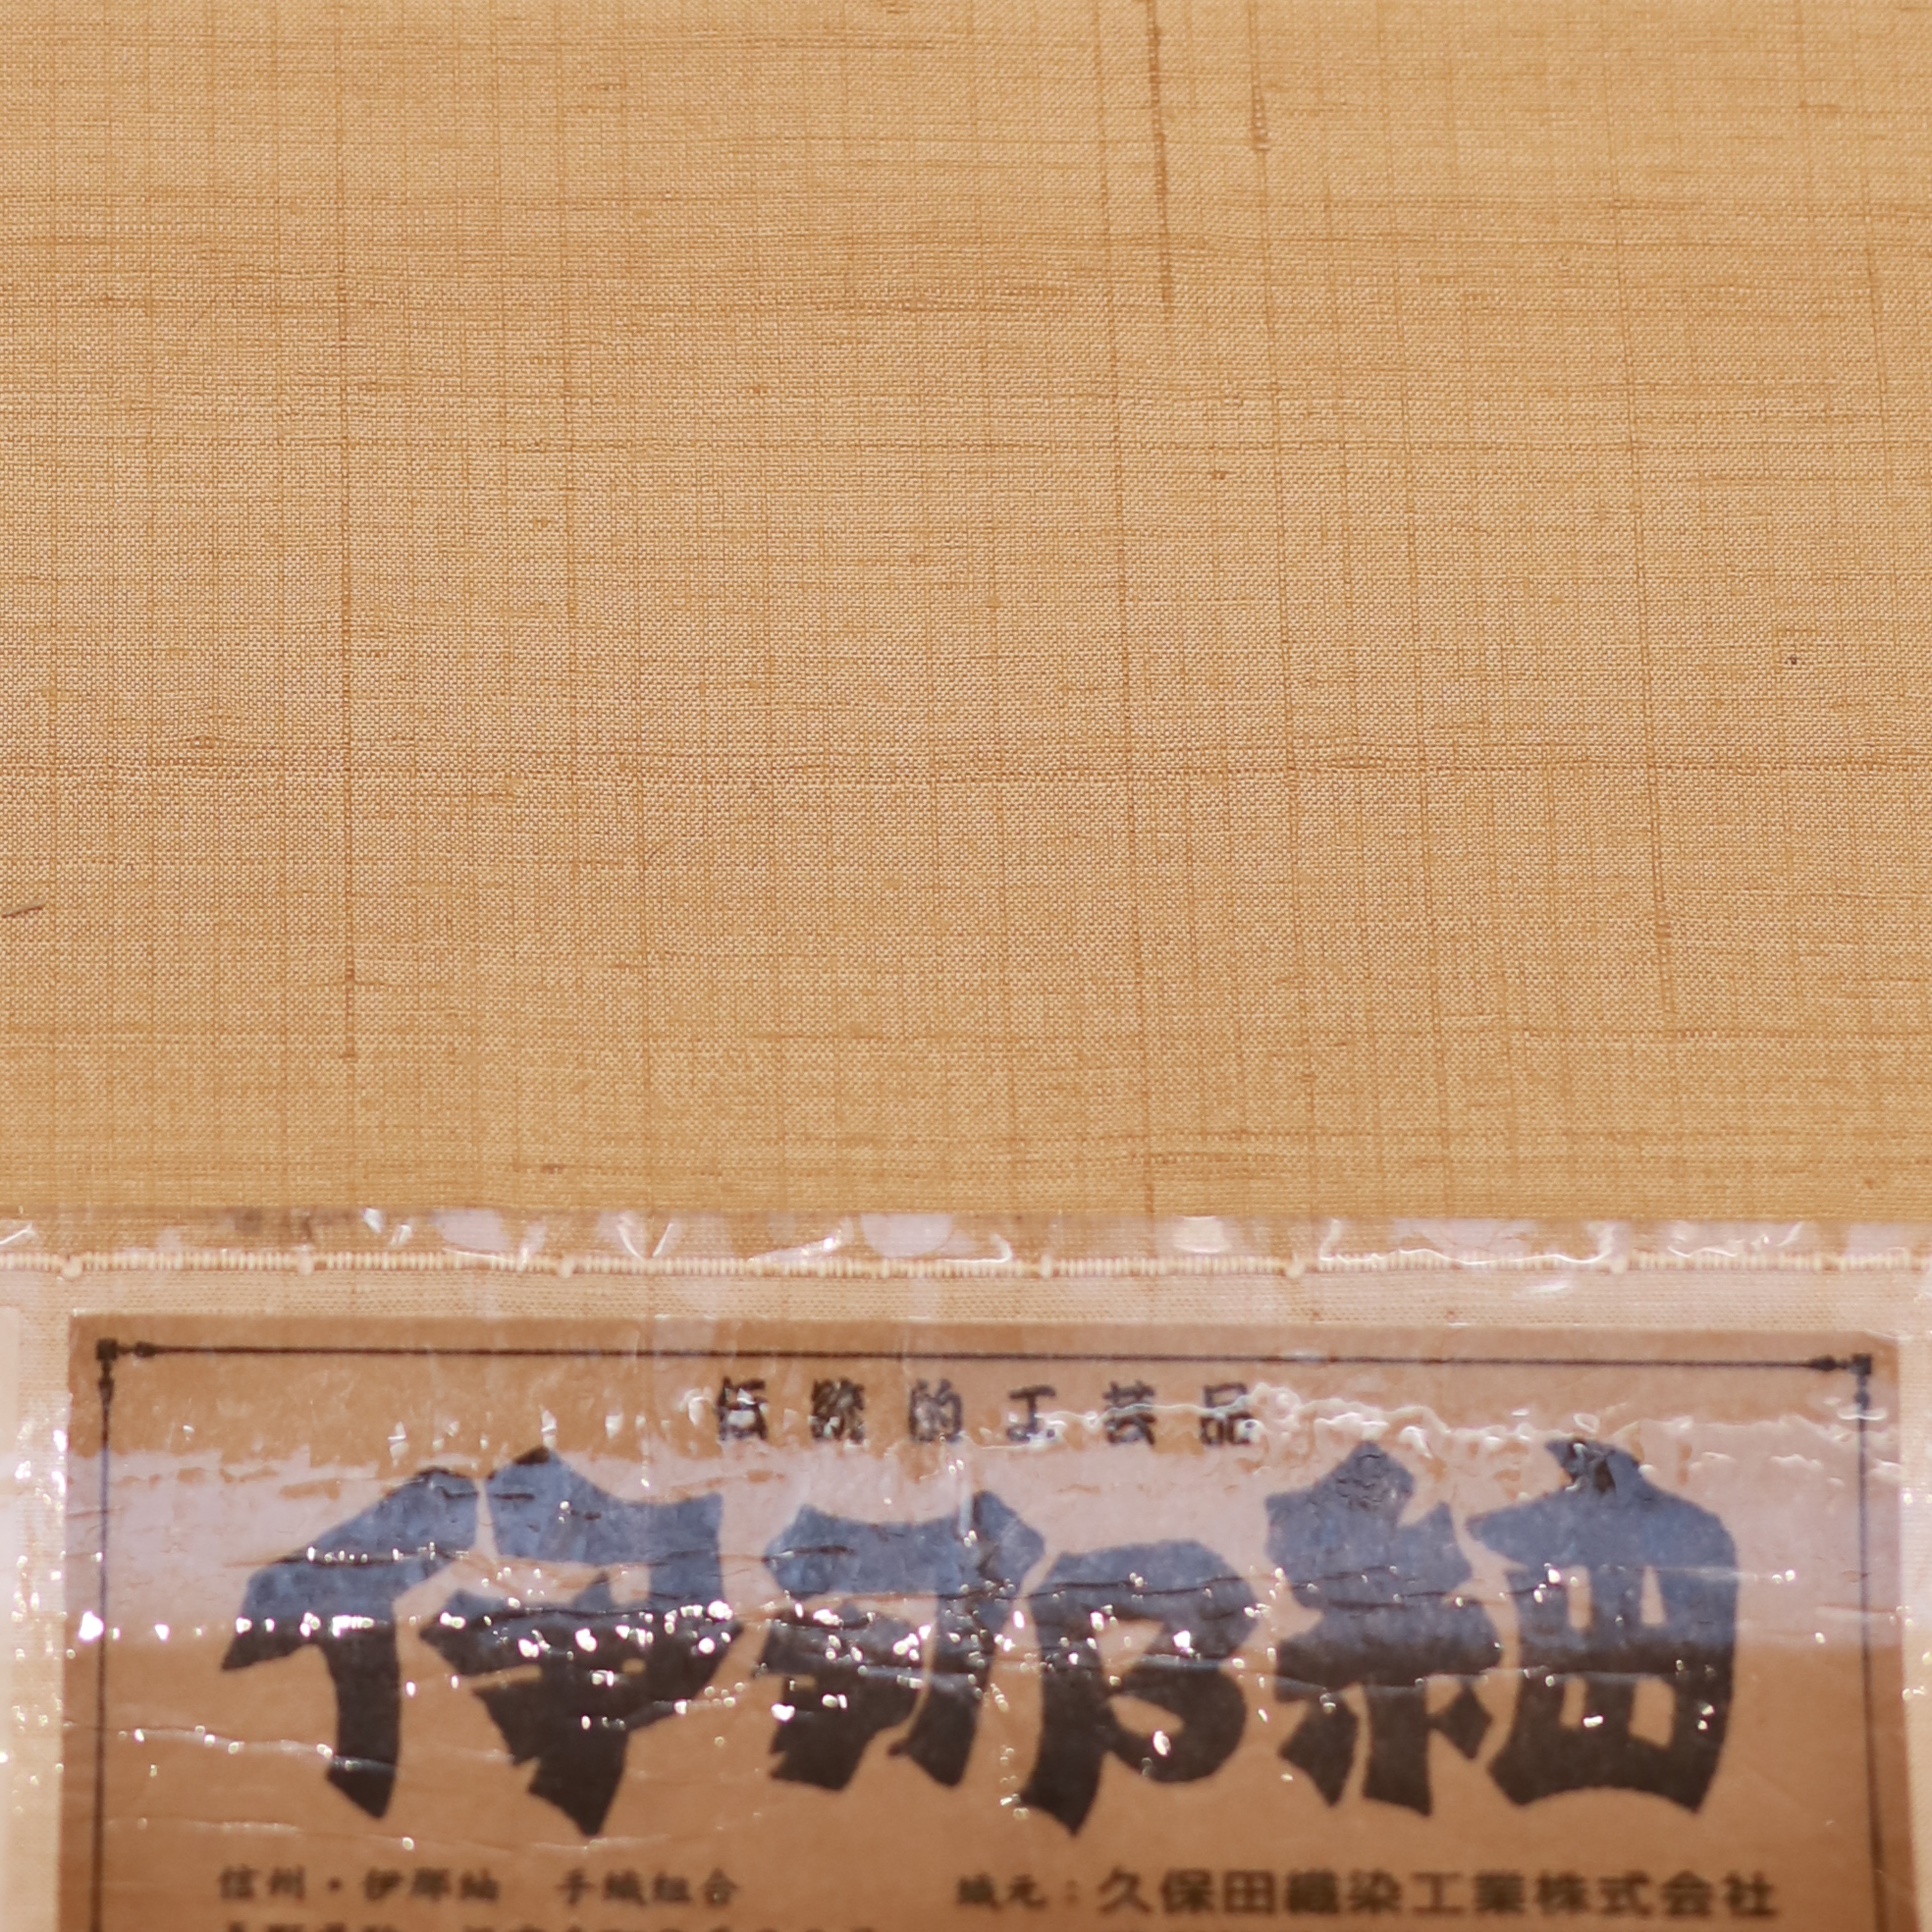 伝統的工芸品
伊那紬
信州・伊那紬 手織組合
織元：久保田織染工業株式会社